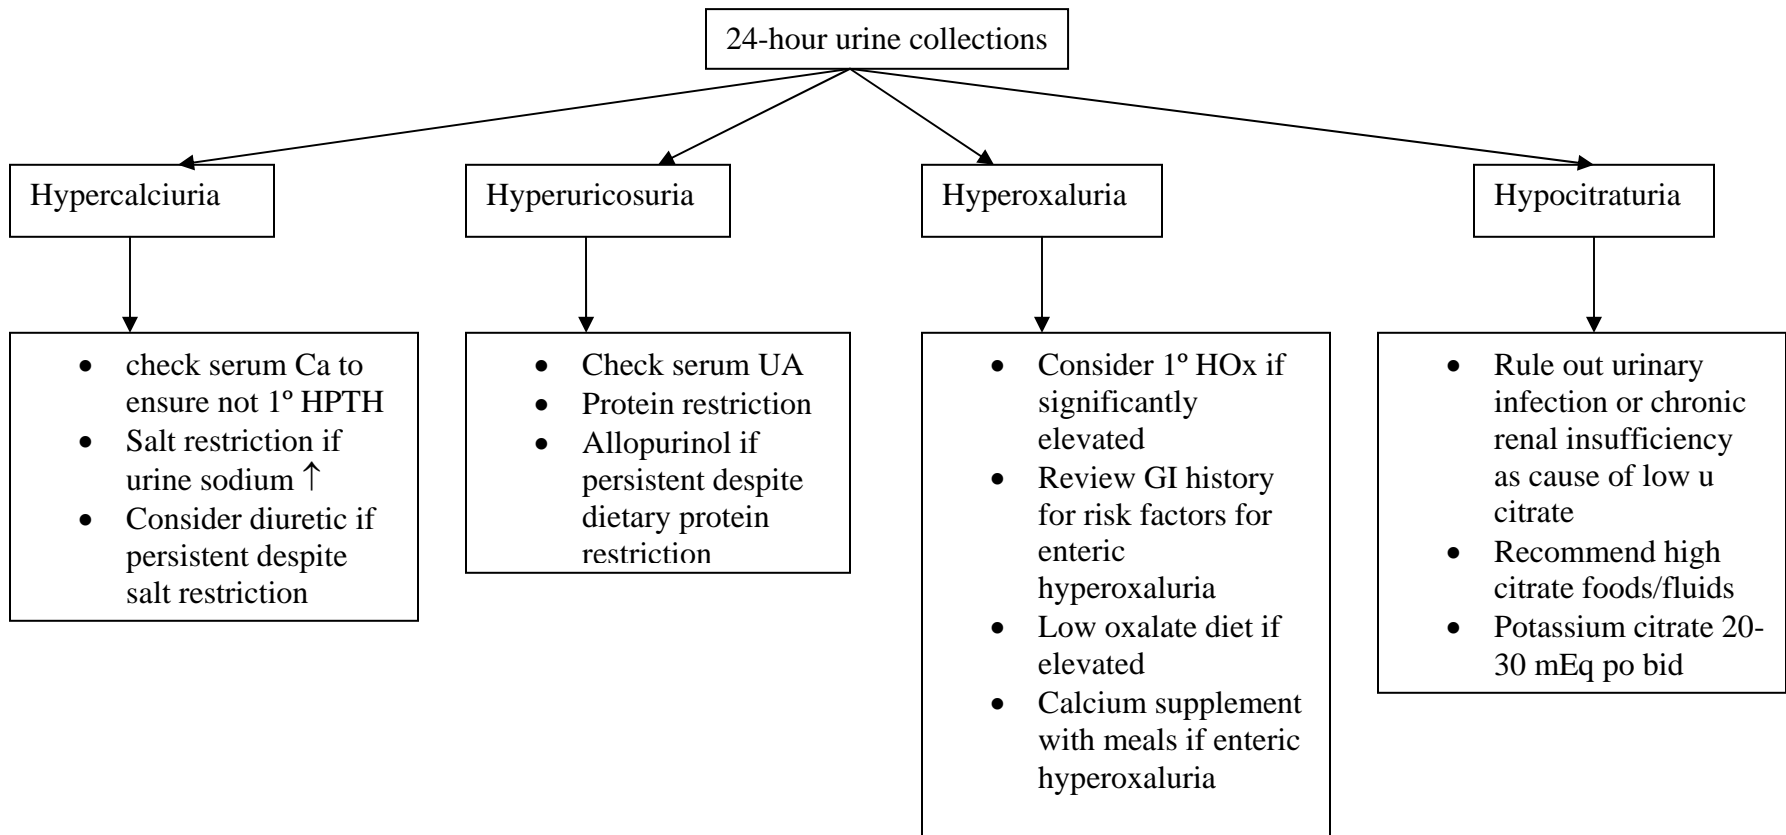 24-hour urine collections
Hypercalciuria
Hyperuricosuria
Hyperoxaluria
Hypocitraturia
• check serum Ca to
ensure not 1º HPTH
• Salt restriction if
urine sodium ↑
• Consider diuretic if
persistent despite
salt restriction
• Check serum UA
• Protein restriction
• Allopurinol if
persistent despite
dietary protein
restriction
• Consider 1º HOx if
significantly
elevated
• Review GI history
for risk factors for
enteric
hyperoxaluria
• Low oxalate diet if
elevated
• Calcium supplement
with meals if enteric
hyperoxaluria
• Rule out urinary
infection or chronic
renal insufficiency
as cause of low u
citrate
• Recommend high
citrate foods/fluids
• Potassium citrate 20-
30 mEq po bid